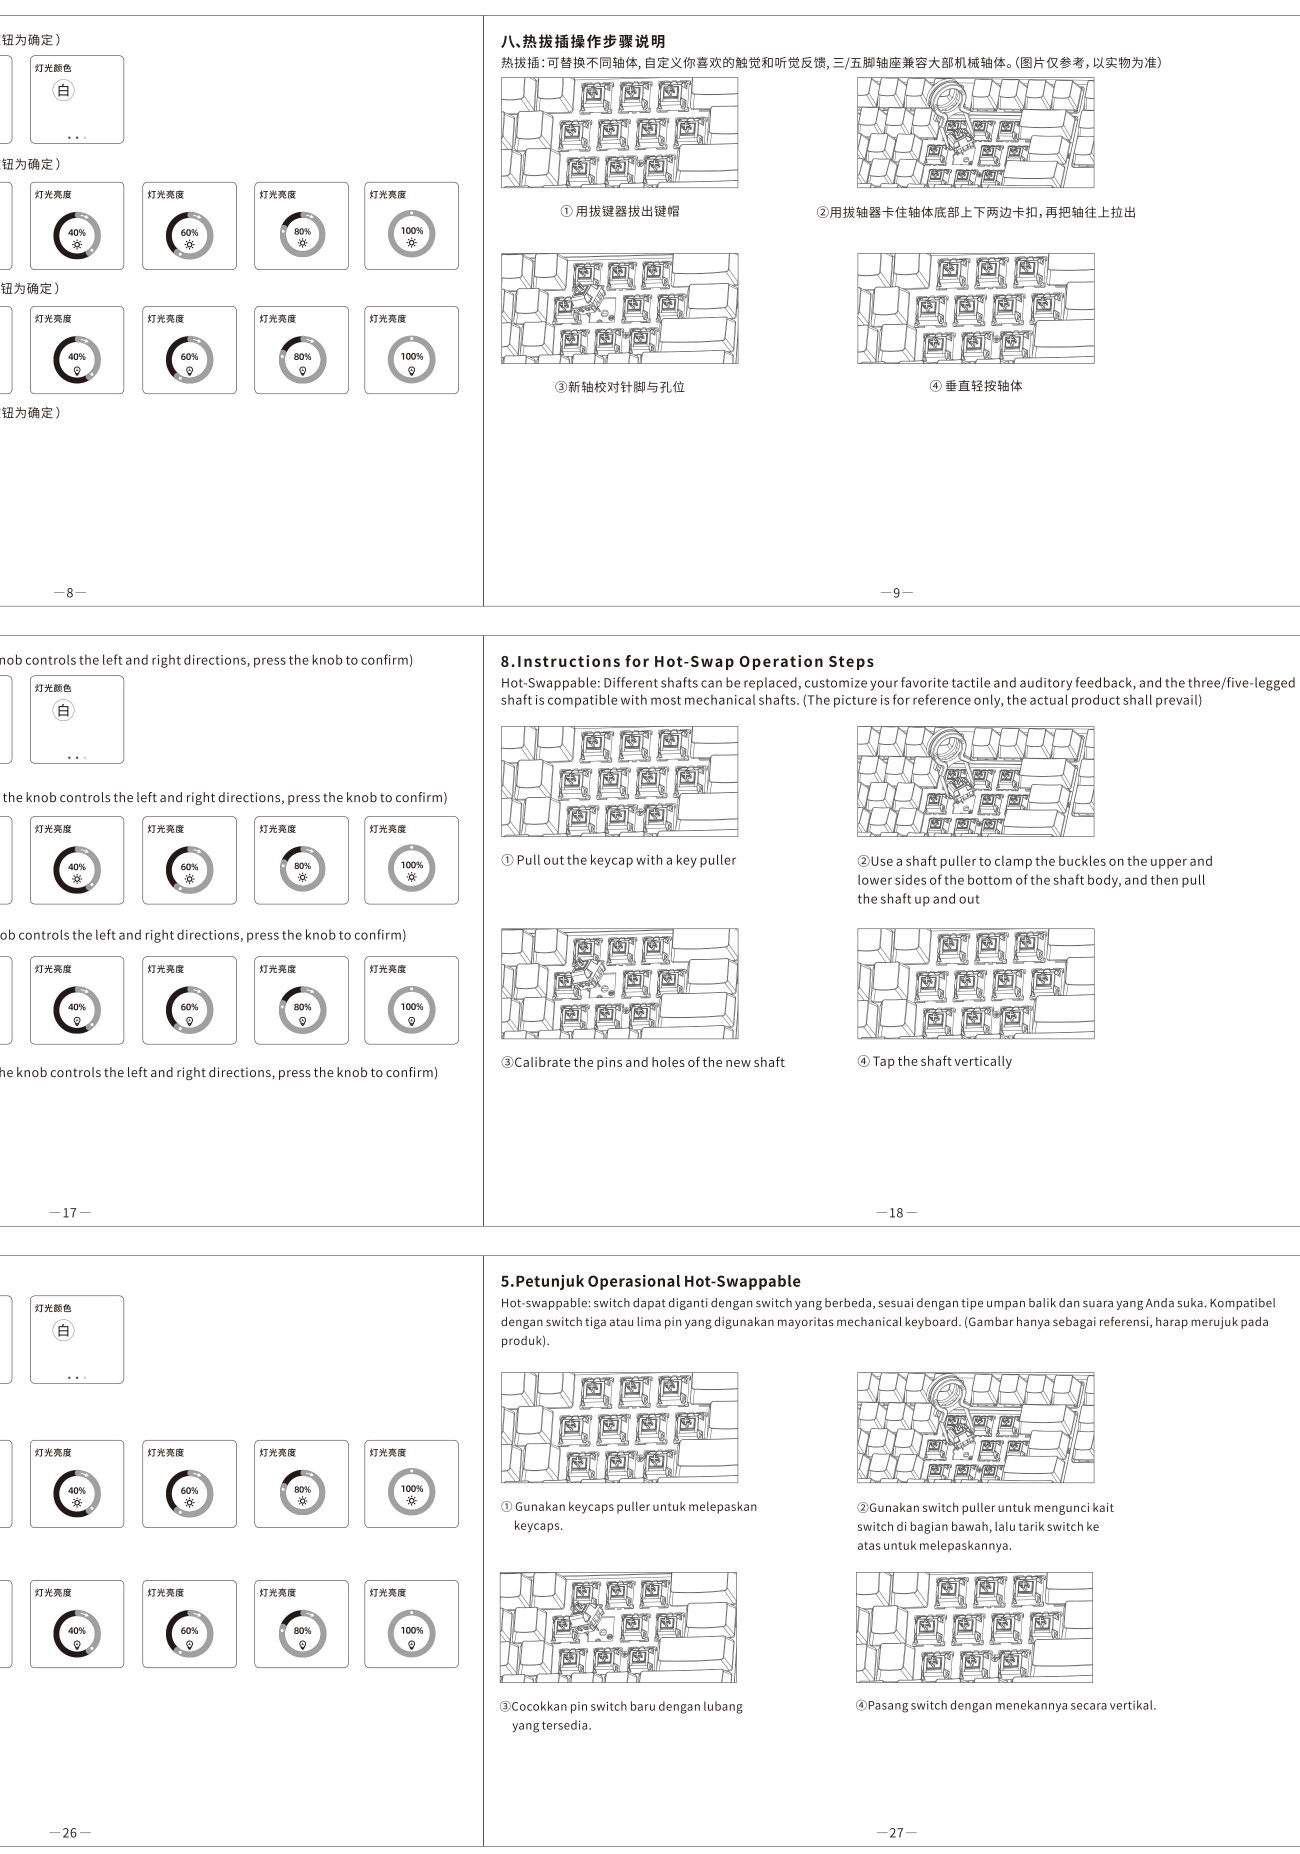 钮为确定）
灯光颜色
白
钮为确定）
灯光亮度
40%
灯光亮度
60%
灯光亮度
80%
灯光亮度
100%
钮为确定）
灯光亮度
40%
灯光亮度
60%
灯光亮度
80%
灯光亮度
100%
钮为确定）
—8—
八、热拔插操作步骤说明
热拔插：可替换不同轴体，自定义你喜欢的触觉和听觉反馈，三/五脚轴座兼容大部机械轴体。（图片仅参考，以实物为准）
① 用拔键器拔出键帽
②用拔轴器卡住轴体底部上下两边卡扣，再把轴往上拉出
③新轴校对针脚与孔位
④ 垂直轻按轴体
—9—
nob controls the left and right directions, press the knob to confirm)
灯光颜色
白
the knob controls the left and right directions, press the knob to confirm)
灯光亮度
40%
灯光亮度
60%
灯光亮度
80%
灯光亮度
100%
ob controls the left and right directions, press the knob to confirm)
灯光亮度
40%
灯光亮度
60%
灯光亮度
80%
灯光亮度
100%
he knob controls the left and right directions, press the knob to confirm)
—17—
8.Instructions for Hot-Swap Operation Steps
Hot-Swappable: Different shafts can be replaced, customize your favorite tactile and auditory feedback, and the three/five-legged
shaft is compatible with most mechanical shafts. (The picture is for reference only, the actual product shall prevail)
① Pull out the keycap with a key puller
②Use a shaft puller to clamp the buckles on the upper and
lower sides of the bottom of the shaft body, and then pull
the shaft up and out
③Calibrate the pins and holes of the new shaft
④ Tap the shaft vertically
—18—
灯光颜色
白
灯光亮度
40%
灯光亮度
60%
灯光亮度
80%
灯光亮度
100%
灯光亮度
40%
灯光亮度
60%
灯光亮度
80%
灯光亮度
100%
—26—
5.Petunjuk Operasional Hot-Swappable
Hot-swappable: switch dapat diganti dengan switch yang berbeda, sesuai dengan tipe umpan balik dan suara yang Anda suka. Kompatibel
dengan switch tiga atau lima pin yang digunakan mayoritas mechanical keyboard. (Gambar hanya sebagai referensi, harap merujuk pada
produk).
① Gunakan keycaps puller untuk melepaskan
keycaps.
②Gunakan switch puller untuk mengunci kait
switch di bagian bawah, lalu tarik switch ke
atas untuk melepaskannya.
③Cocokkan pin switch baru dengan lubang
yang tersedia.
④Pasang switch dengan menekannya secara vertikal.
—27—